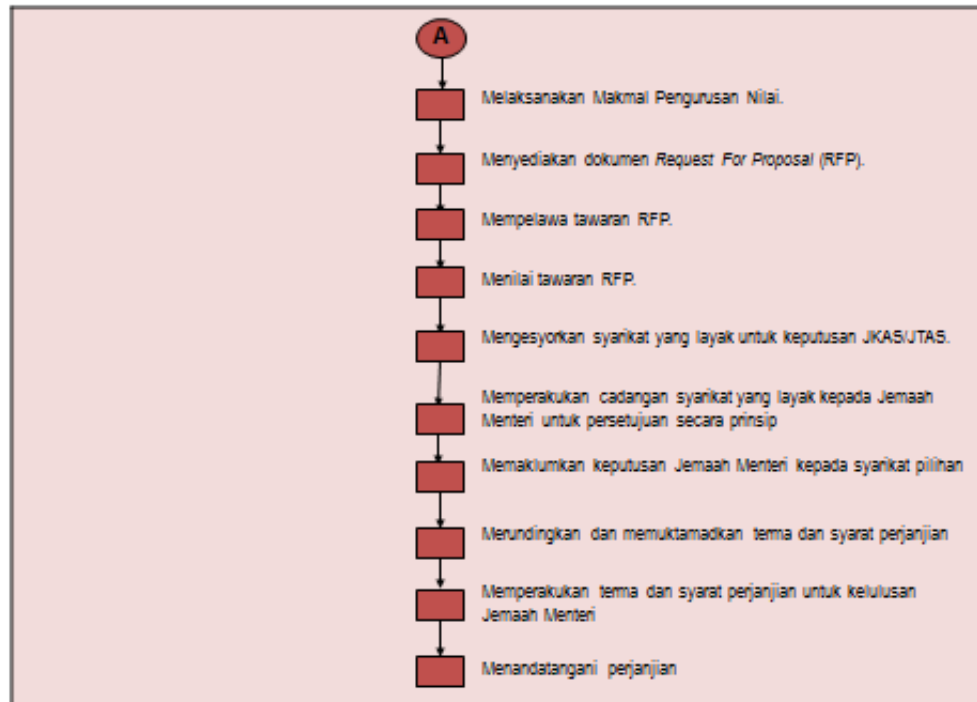 A
Melaksanakan Makmal Pengurusan Nilai.
Menyediakan dokumen Request For Proposal (RFP).
Mempelawa tawaran RFP.
Menilai tawaran RFP.
Mengesyorkan syarikat yang layak untuk keputusan JKAS/JTAS.
Memperakukan cadangan syarikat yang layak kepada Jemaah
Menteri untuk persetujuan secara prinsip
Memaklumkan keputusan Jemaah Menteri kepada syarikat pilihan
Merundingkan dan memuktamadkan terma dan syarat perjanjian
Memperakukan terma dan syarat perjanjian untuk kelulusan
Jemaah Menteri
Menandatangani perjanjian